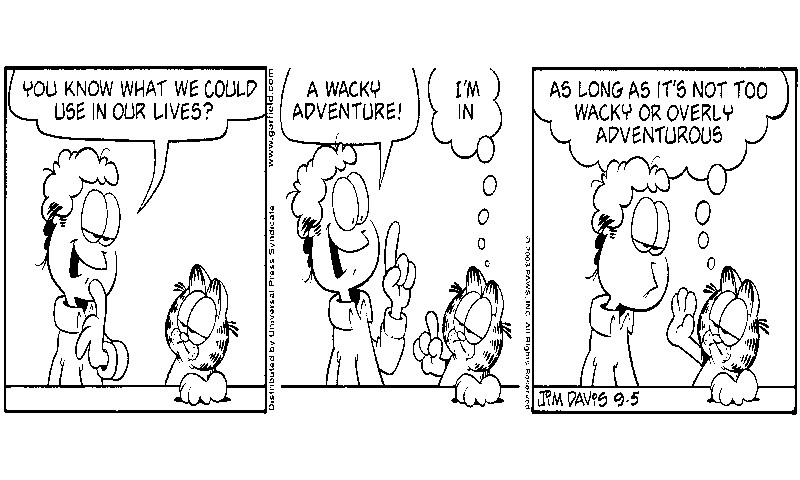 YOU KNOW WHAT WE COULD
USE IN OUR LIVES?
www.garfield.com
Distributed by Universal Press Syndicate
A WACKY
ADVENTURE!
I'M
IN
© 2003 PAWS, INC. All Rights Reserved
AS LONG AS IT'S NOT TOO
WACKY OR OVERLY
ADVENTUROUS
JIM DAVIS 9·5